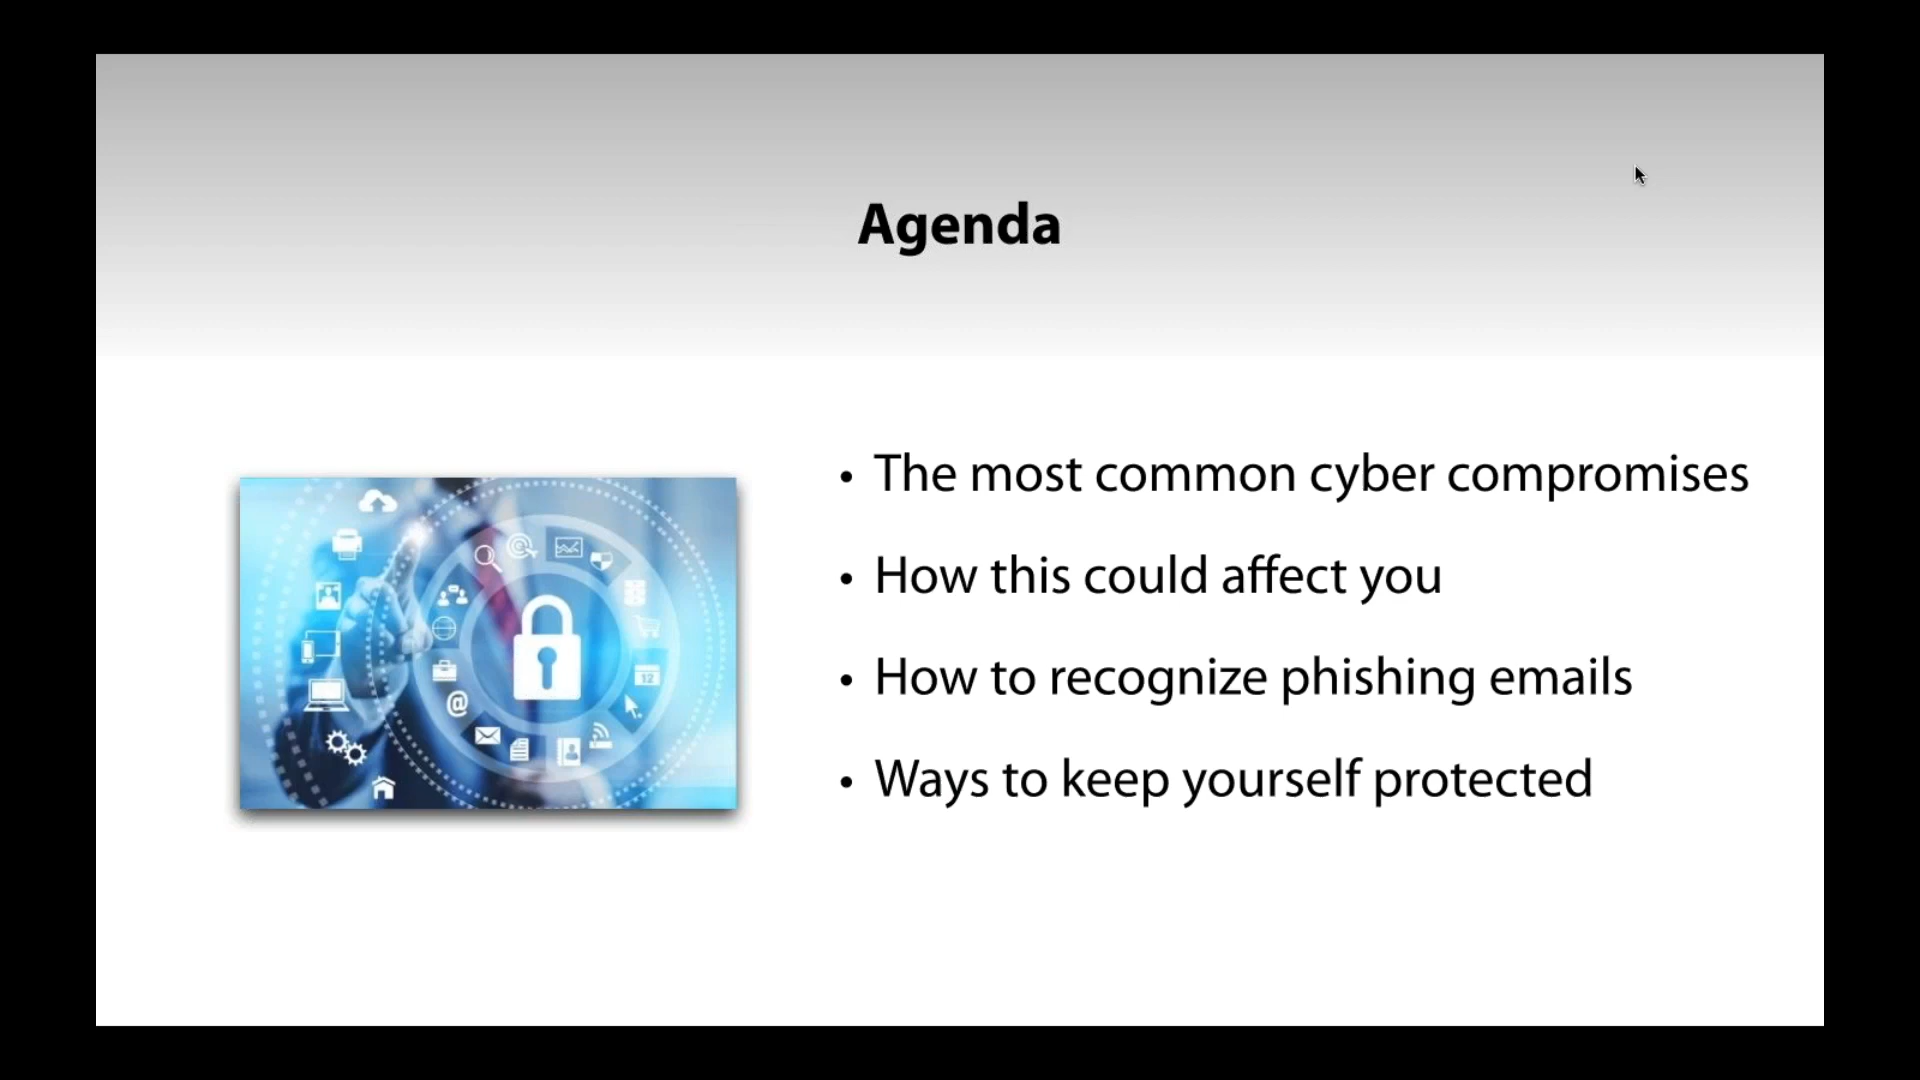 Agenda
• The most common cyber compromises
• How this could affect you
• How to recognize phishing emails
• Ways to keep yourself protected
@
12